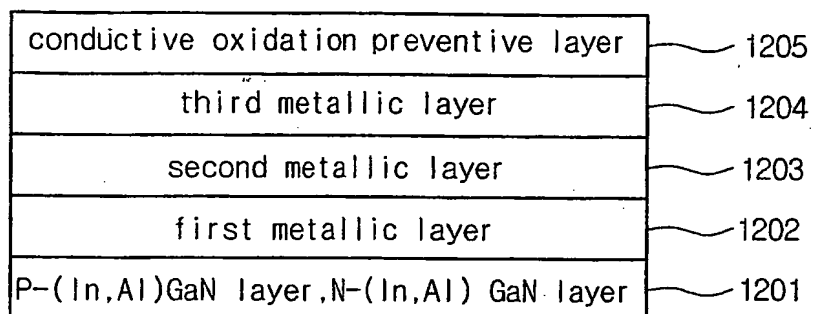 conductive oxidation preventive layer 1205
third metallic layer 1204
second metallic layer 1203
first metallic layer 1202
P-(In,Al)GaN layer,N-(In,Al) GaN layer 1201